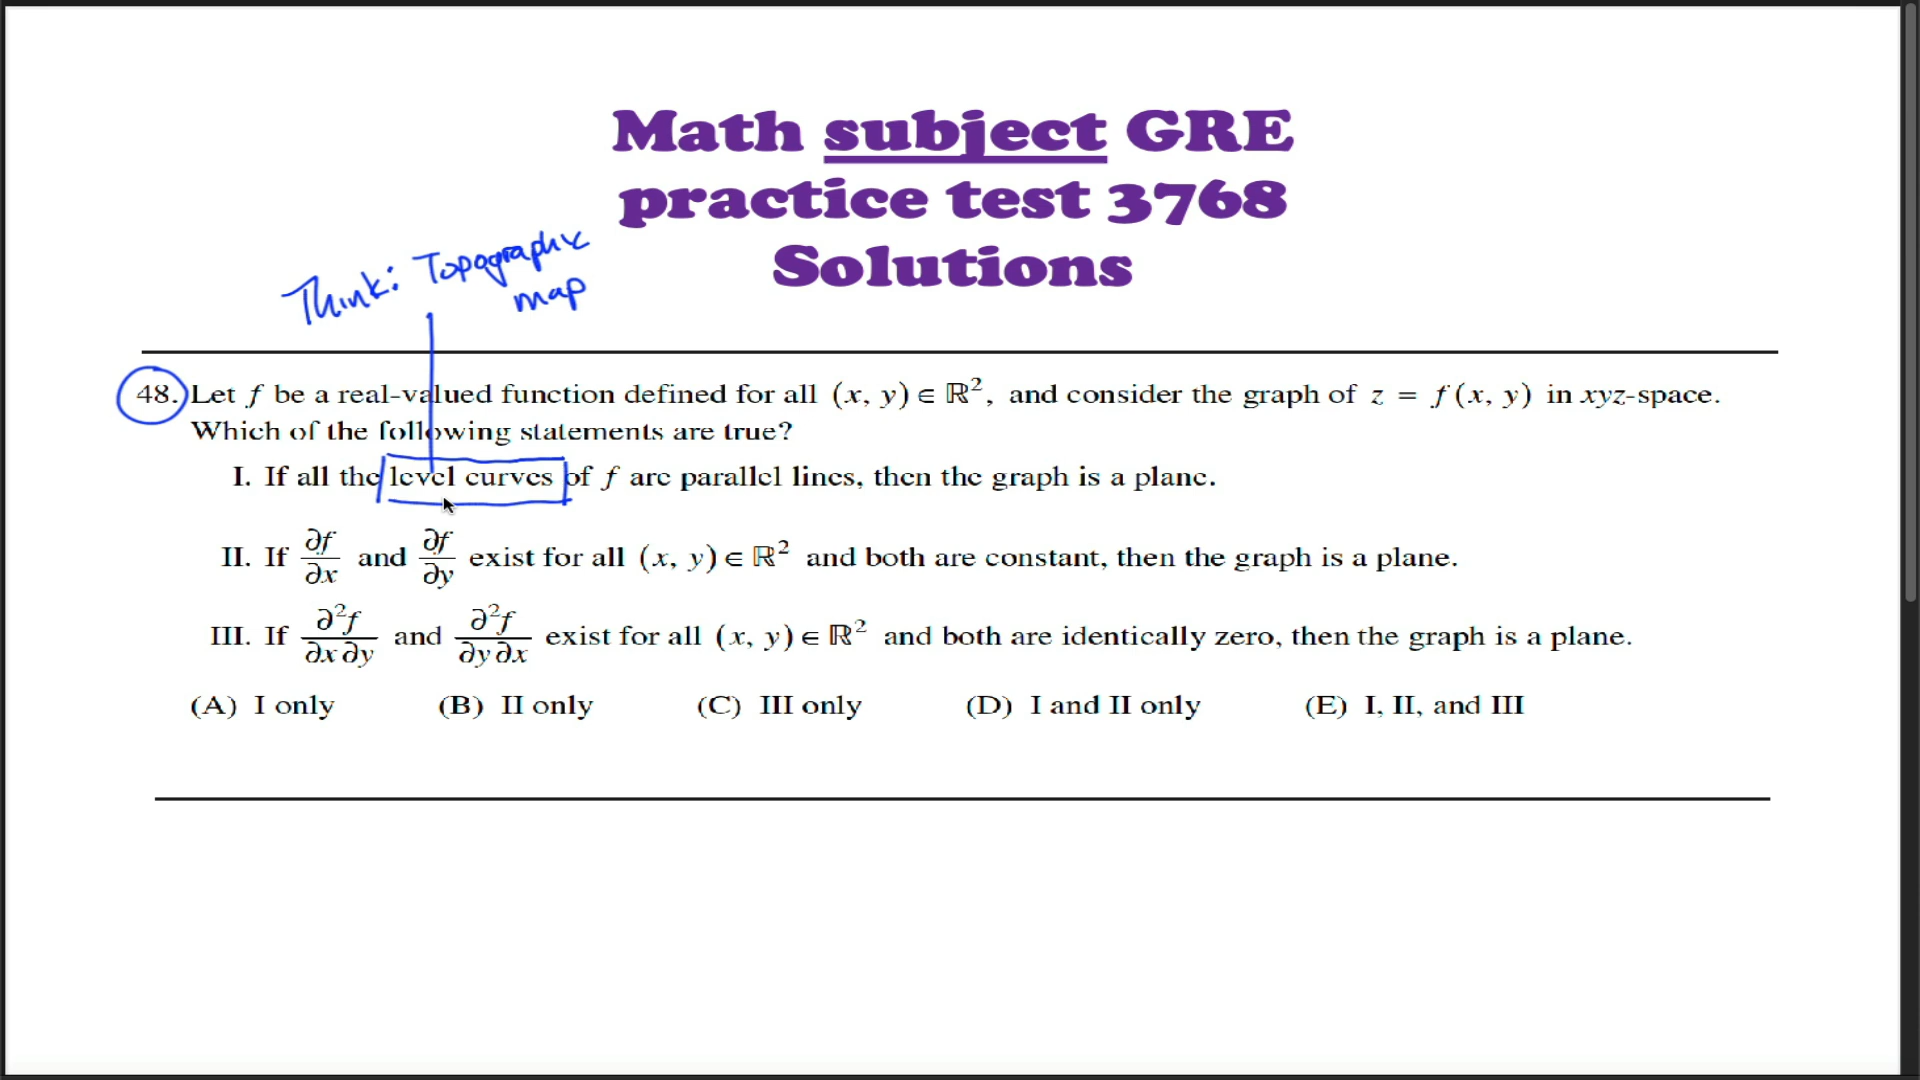 Math subject GRE
practice test 3768
Solutions
Think: Topographic
map
48. Let f be a real-valued function defined for all (x, y) ∈ ℝ², and consider the graph of z = f(x, y) in xyz-space.
Which of the following statements are true?
I. If all the level curves of f are parallel lines, then the graph is a plane.
II. If ∂f/∂x and ∂f/∂y exist for all (x, y) ∈ ℝ² and both are constant, then the graph is a plane.
III. If ∂²f/∂x∂y and ∂²f/∂y∂x exist for all (x, y) ∈ ℝ² and both are identically zero, then the graph is a plane.
(A) I only (B) II only (C) III only (D) I and II only (E) I, II, and III